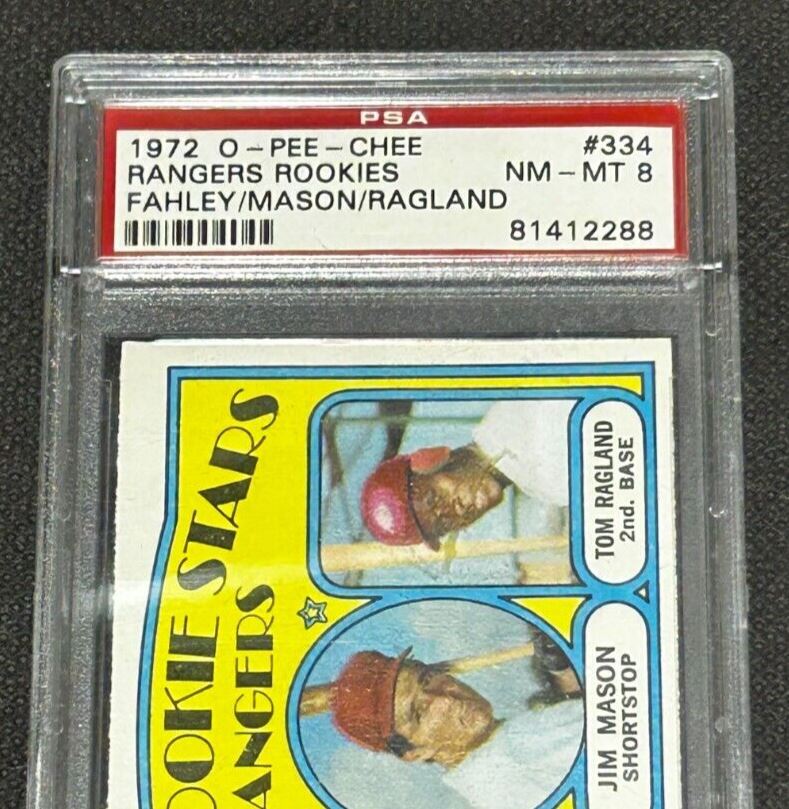 PSA
1972 O-PEE-CHEE #334
RANGERS ROOKIES NM-MT 8
FAHLEY/MASON/RAGLAND
81412288
OOKIE STARS
ANGERS
TOM RAGLAND
2nd. BASE
JIM MASON
SHORTSTOP